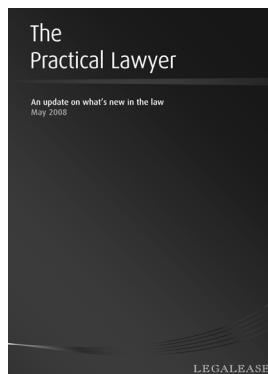 The
Practical Lawyer
An update on what's new in the law
May 2008
LEGALEASE